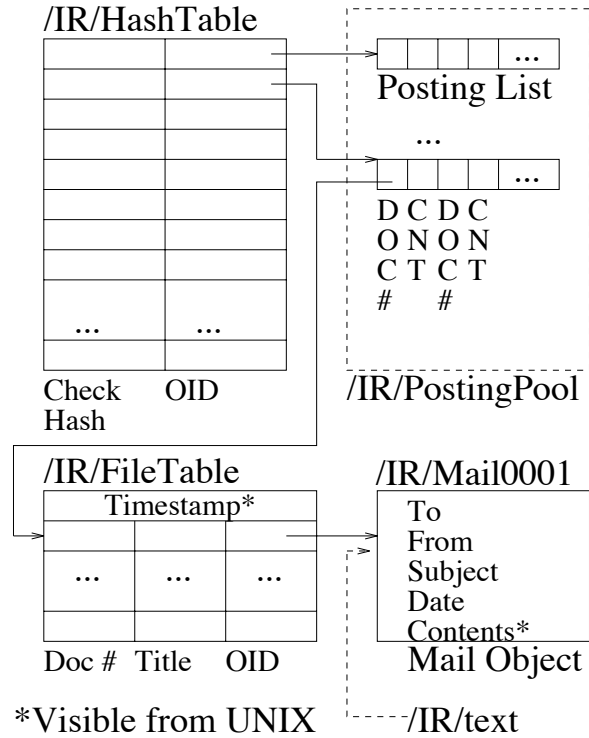 /IR/HashTable
...
Posting List
...
...
D C D C
O N O N
C T C T
# #
... ...
Check OID
Hash
/IR/PostingPool
/IR/FileTable
Timestamp*
... ... ...
Doc # Title OID
/IR/Mail0001
To
From
Subject
Date
Contents*
Mail Object
*Visible from UNIX
/IR/text